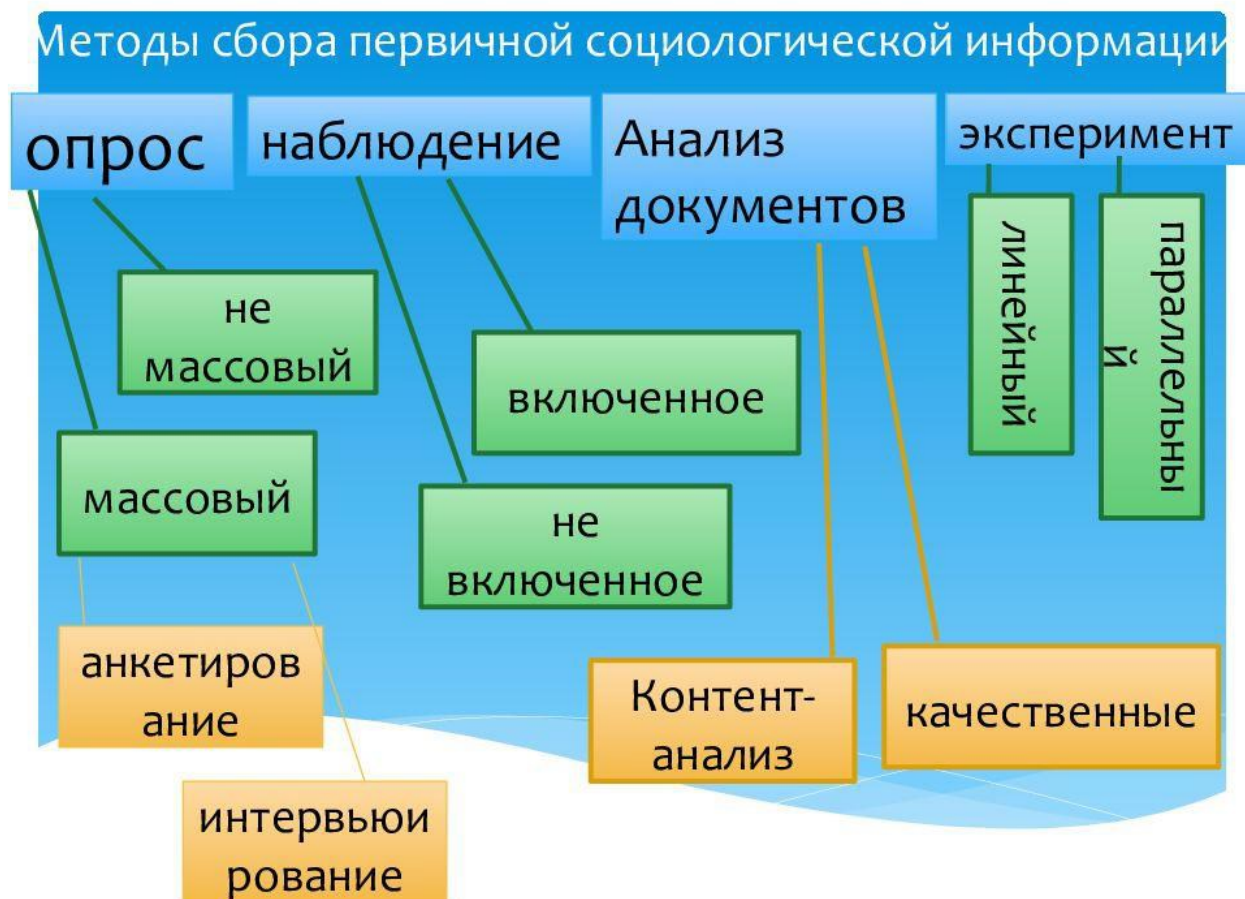 Методы сбора первичной социологической информации
опрос
наблюдение
Анализ
документов
эксперимент
не
массовый
массовый
анкетиров
ание
интервьюи
рование
включенное
не
включенное
Контент-
анализ
качественные
линейный
параллельны
й